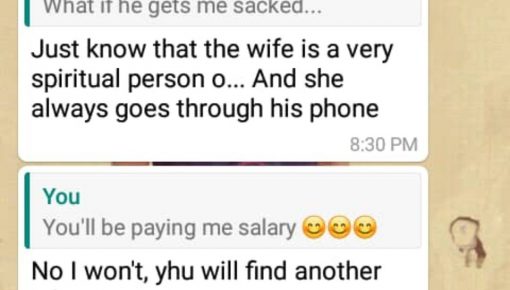 What if he gets me sacked...
Just know that the wife is a very
spiritual person o... And she
always goes through his phone
8:30 PM
You
You'll be paying me salary 😊😊😊
No I won't, yhu will find another